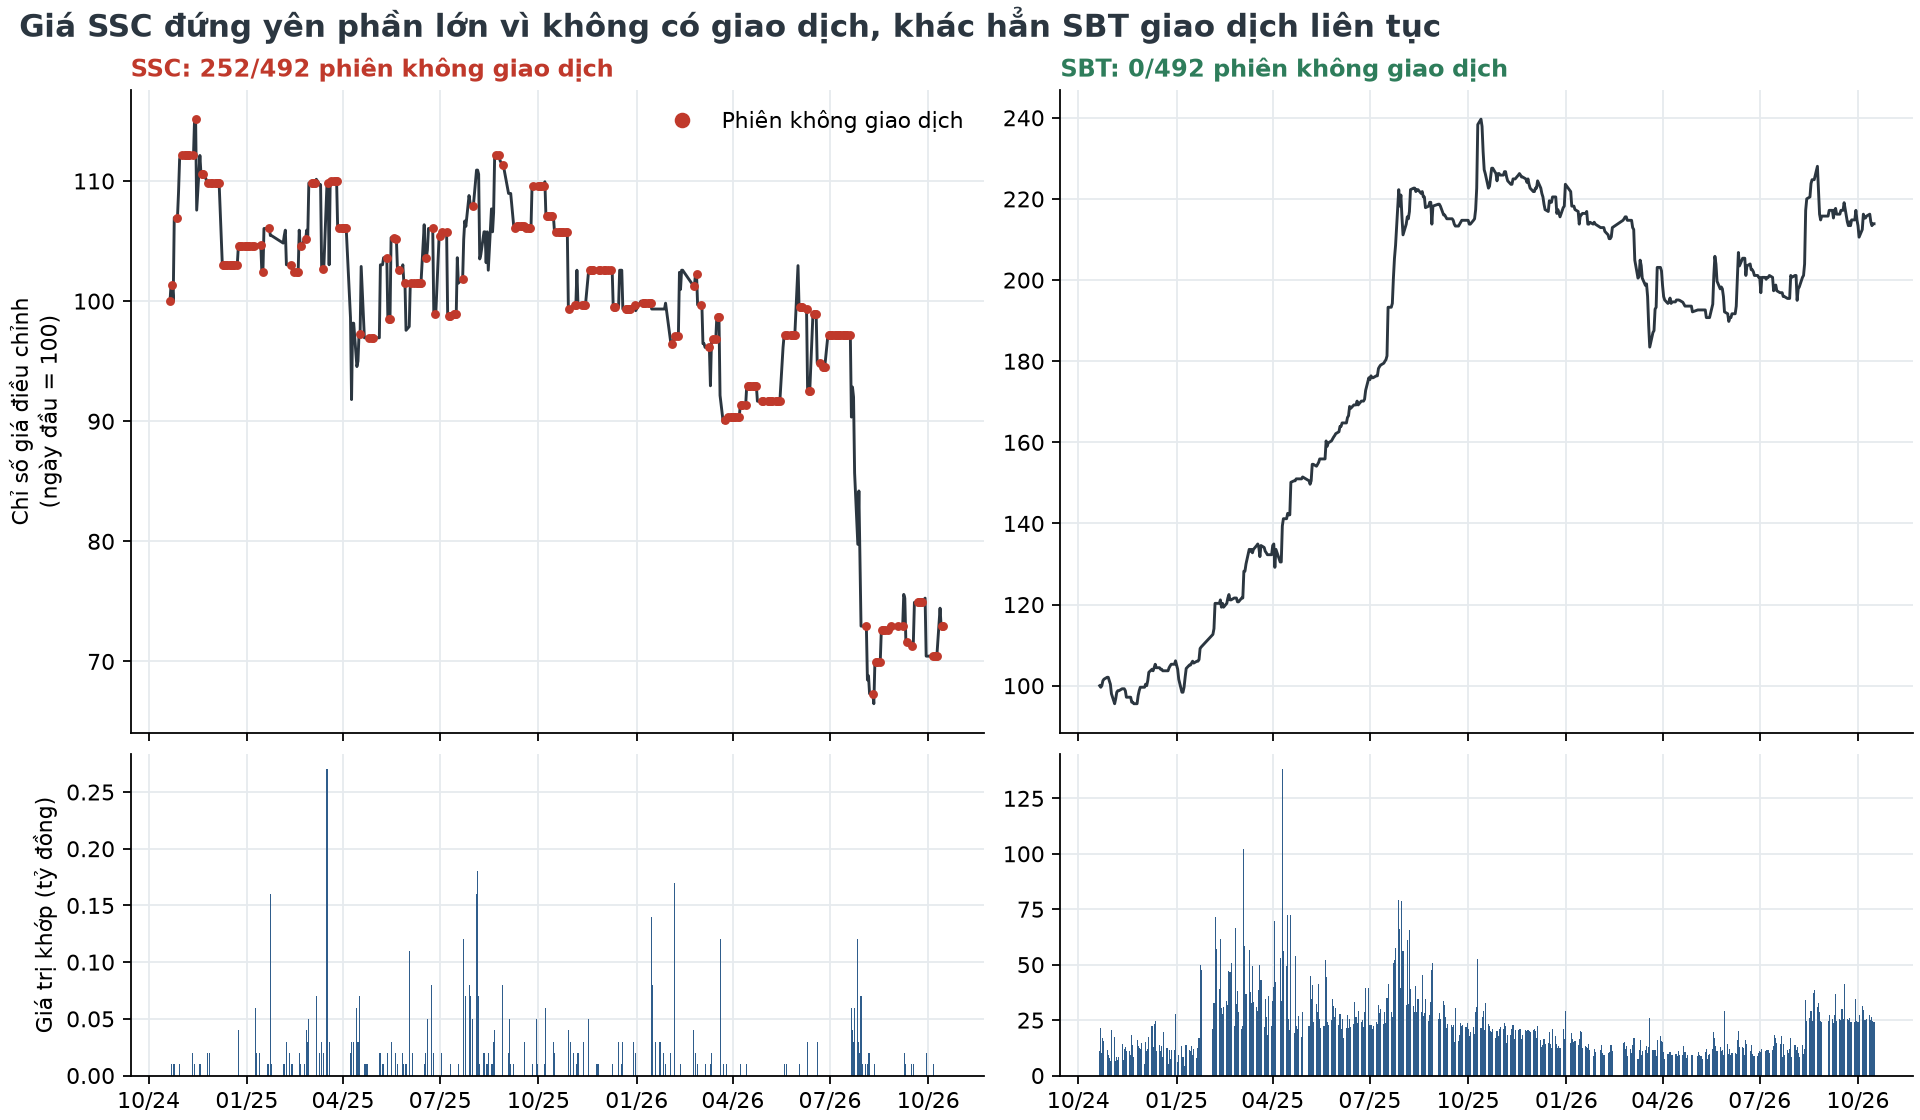 Giá SSC đứng yên phần lớn vì không có giao dịch, khác hẳn SBT giao dịch liên tục
SSC: 252/492 phiên không giao dịch
SBT: 0/492 phiên không giao dịch
Phiên không giao dịch
Chỉ số giá điều chỉnh
(ngày đầu = 100)
110
100
90
80
70
240
220
200
180
160
140
120
100
Giá trị khớp (tỷ đồng)
0.25
0.20
0.15
0.10
0.05
0.00
125
100
75
50
25
0
10/24 01/25 04/25 07/25 10/25 01/26 04/26 07/26 10/26
10/24 01/25 04/25 07/25 10/25 01/26 04/26 07/26 10/26